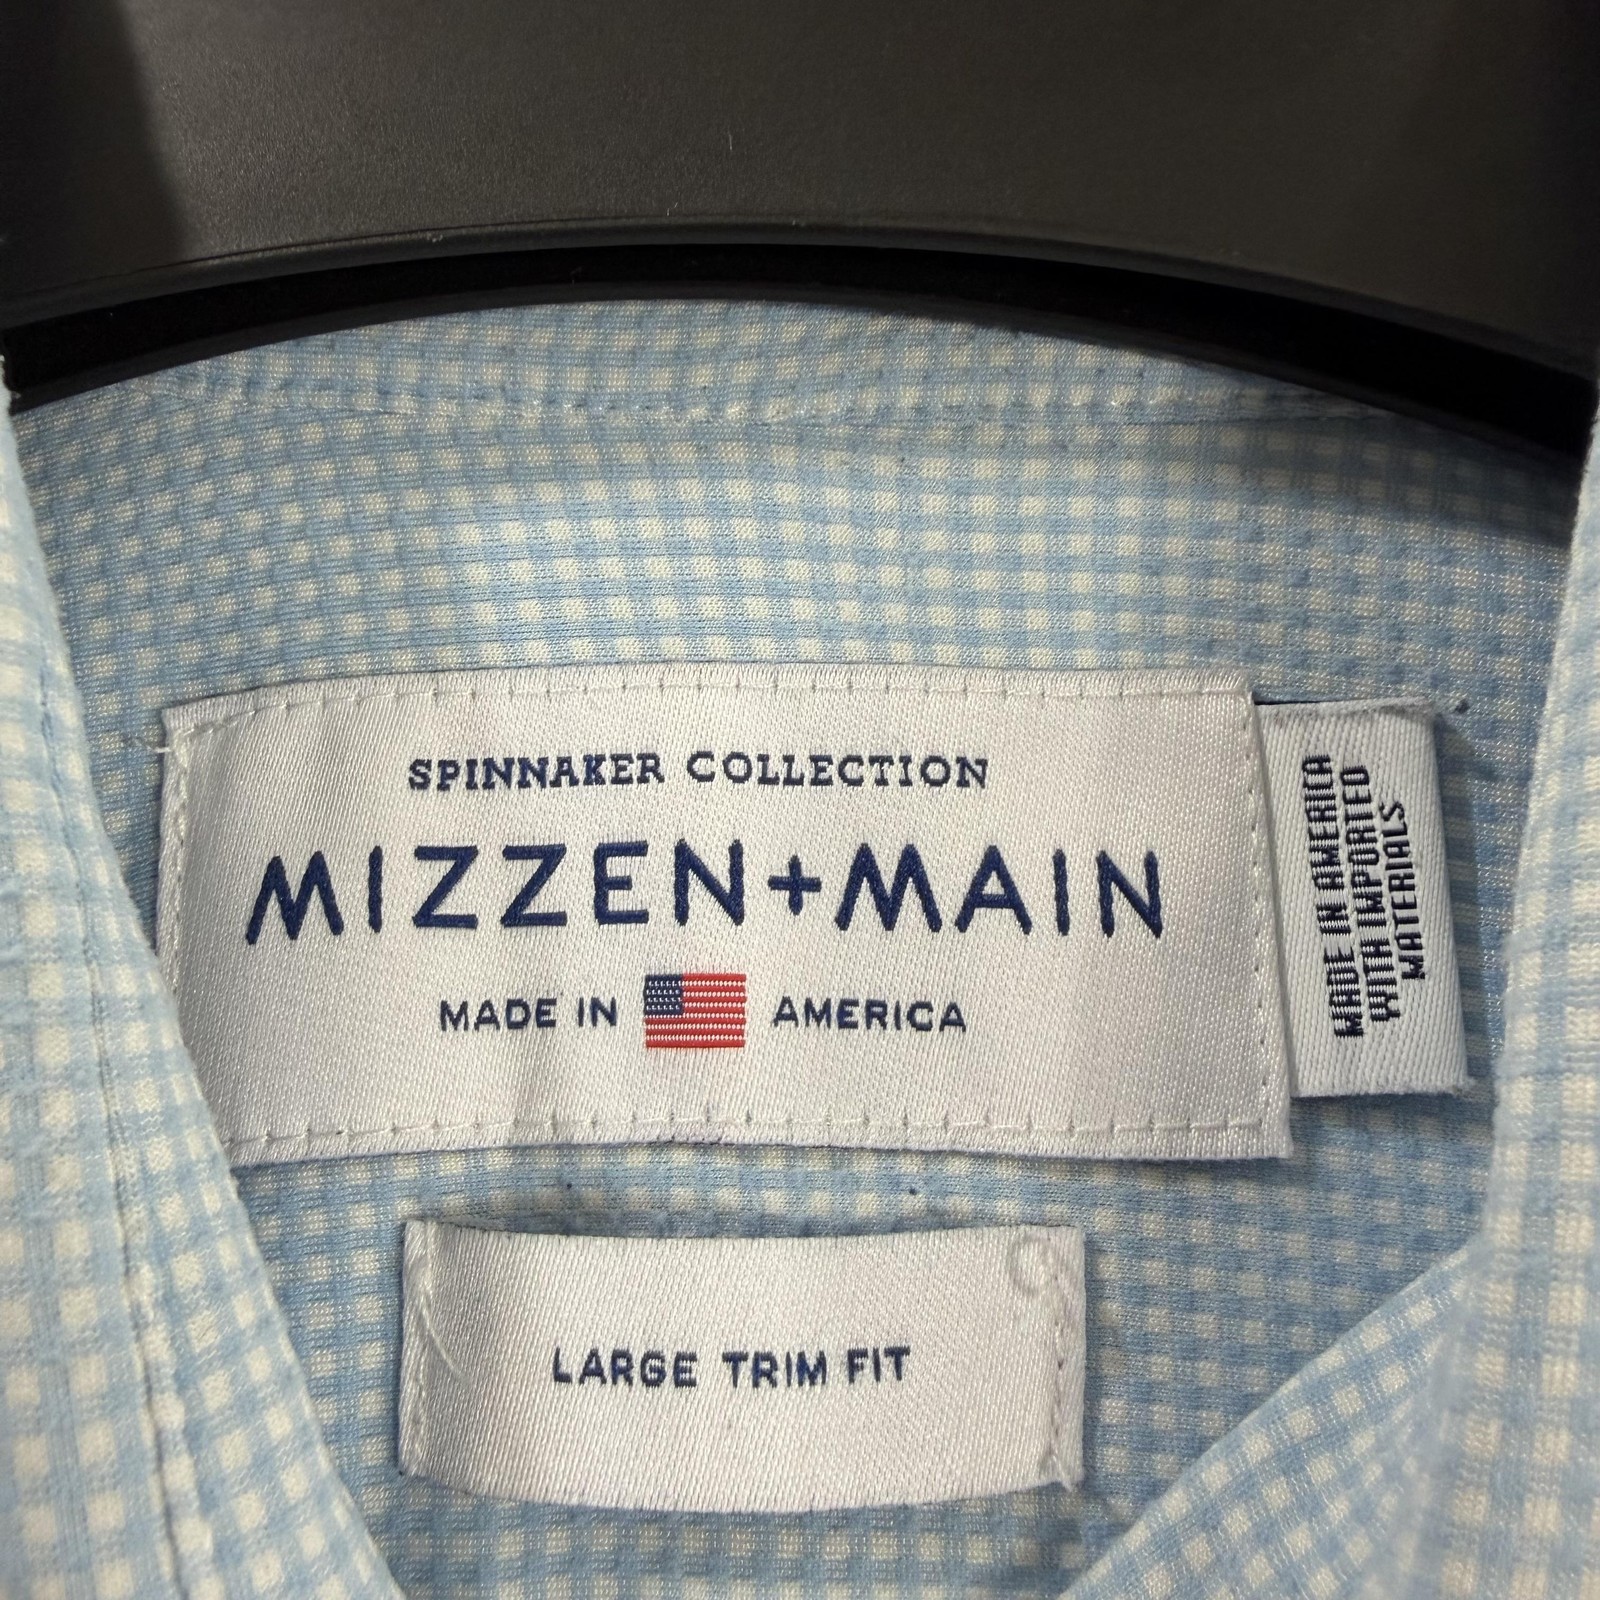 SPINNAKER COLLECTION
MIZZEN+MAIN
MADE IN AMERICA
MADE IN AMERICA
WITH IMPORTED
MATERIALS
LARGE TRIM FIT